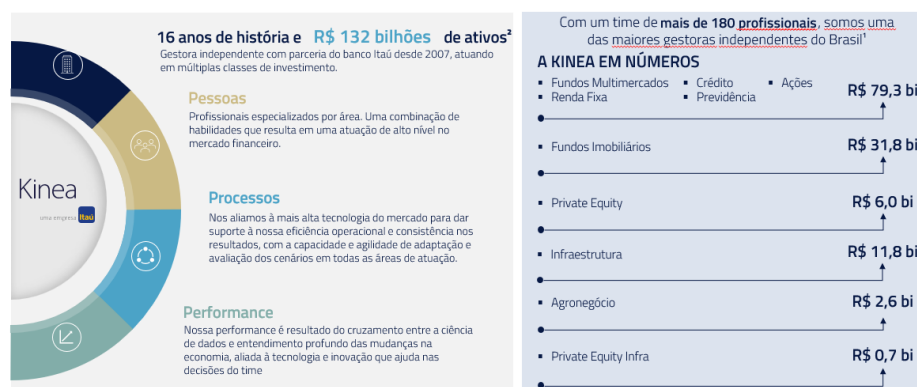 16 anos de história e R$ 132 bilhões de ativos²
Gestora independente com parceria do banco Itaú desde 2007, atuando
em múltiplas classes de investimento.
Pessoas
Profissionais especializados por área. Uma combinação de
habilidades que resulta em uma atuação de alto nível no
mercado financeiro.
Kinea
uma empresa Itaú
Processos
Nos aliamos à mais alta tecnologia do mercado para dar
suporte à nossa eficiência operacional e consistência nos
resultados, com a capacidade e agilidade de adaptação e
avaliação dos cenários em todas as áreas de atuação.
Performance
Nossa performance é resultado do cruzamento entre a ciência
de dados e entendimento profundo das mudanças na
economia, aliada à tecnologia e inovação que ajuda nas
decisões do time
Com um time de mais de 180 profissionais, somos uma
das maiores gestoras independentes do Brasil¹
A KINEA EM NÚMEROS
▪ Fundos Multimercados ▪ Crédito ▪ Ações
▪ Renda Fixa ▪ Previdência
R$ 79,3 bi
▪ Fundos Imobiliários R$ 31,8 bi
▪ Private Equity R$ 6,0 bi
▪ Infraestrutura R$ 11,8 bi
▪ Agronegócio R$ 2,6 bi
▪ Private Equity Infra R$ 0,7 bi